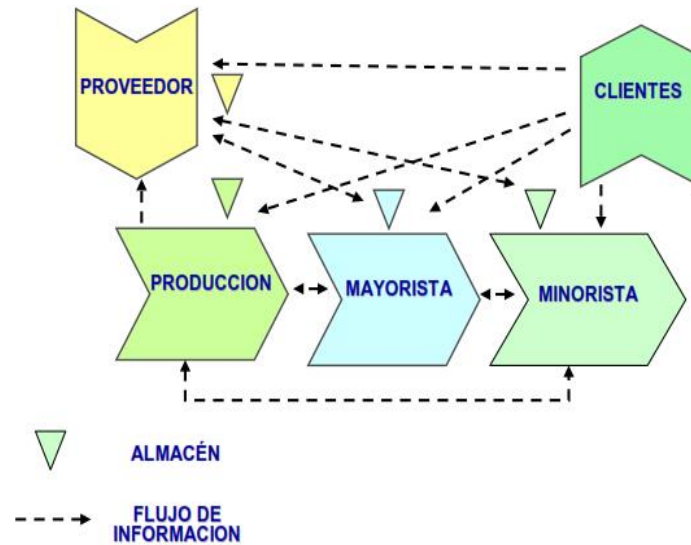 PROVEEDOR
CLIENTES
PRODUCCION
MAYORISTA
MINORISTA
ALMACÉN
FLUJO DE
INFORMACION